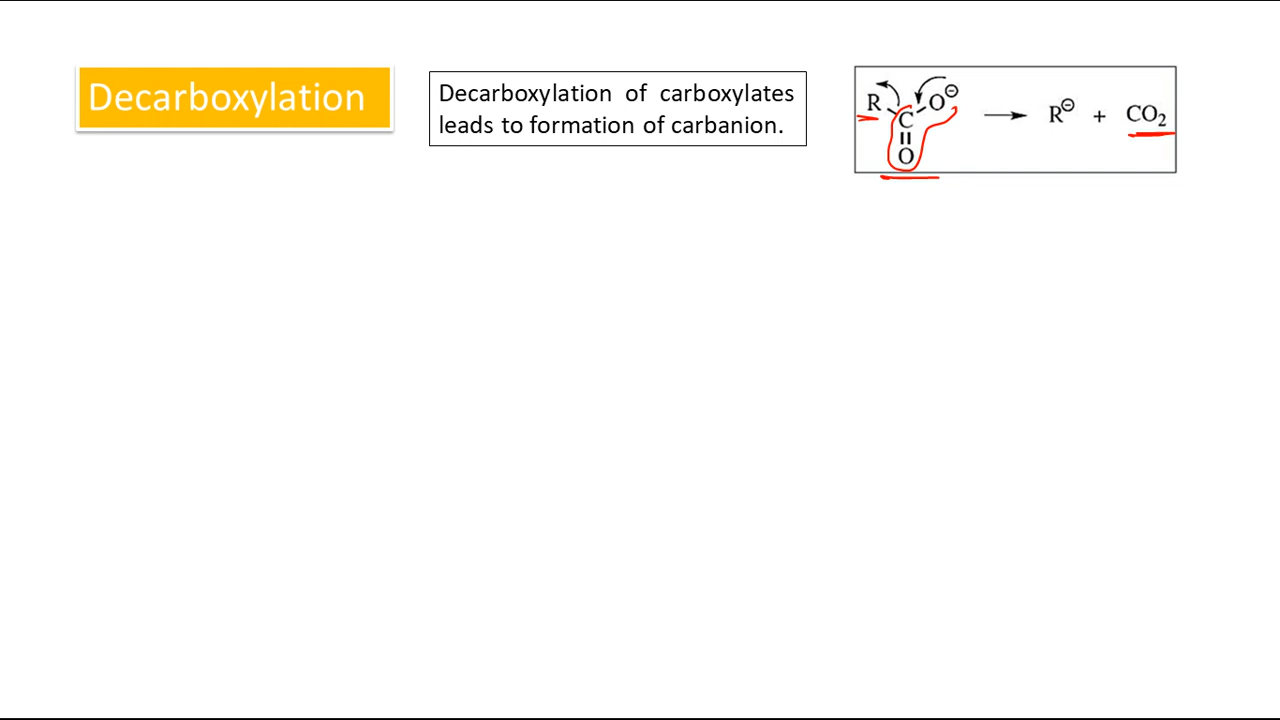 Decarboxylation
Decarboxylation of carboxylates
leads to formation of carbanion.
R C O⊖ ⟶ R⊖ + CO₂
O